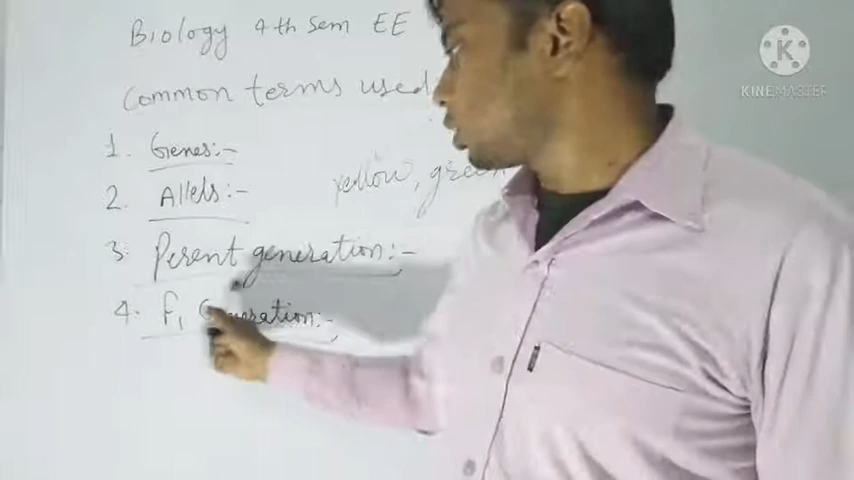 Biology 4th Sem EE
Common terms used
1. Genes:-
yellow, green
2. Allels:-
3. Perent generation:-
4. F₁ Generation:-
K
KINEMASTER